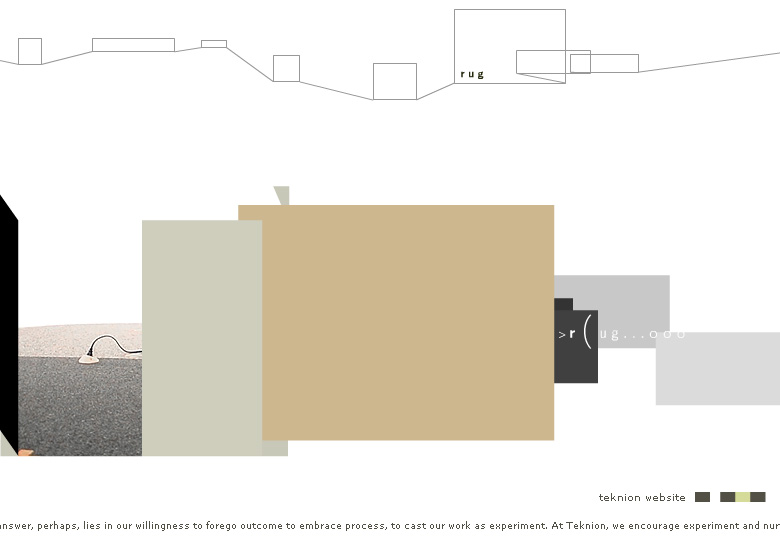 rug
>r(ug...ooo
teknion website
answer, perhaps, lies in our willingness to forego outcome to embrace process, to cast our work as experiment. At Teknion, we encourage experiment and nur